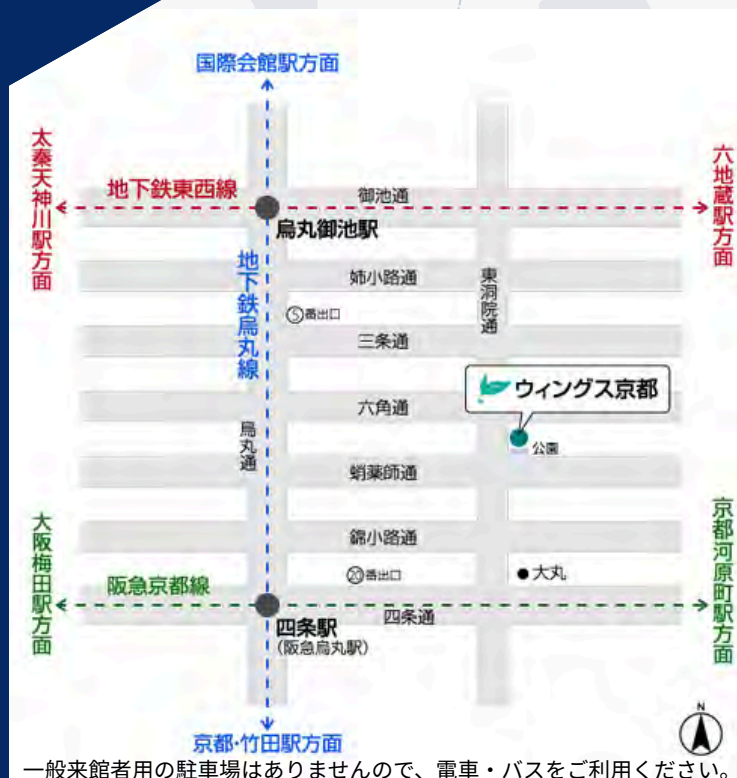 国際会館駅方面
太秦天神川駅方面
地下鉄東西線
御池通
六地蔵駅方面
烏丸御池駅
地下鉄烏丸線
姉小路通
東洞院通
⑤番出口
三条通
ウィングス京都
六角通
烏丸通
公園
蛸薬師通
大阪梅田駅方面
錦小路通
京都河原町駅方面
⑳番出口
大丸
阪急京都線
四条通
四条駅
(阪急烏丸駅)
N
京都・竹田駅方面
一般来館者用の駐車場はありませんので、電車・バスをご利用ください。